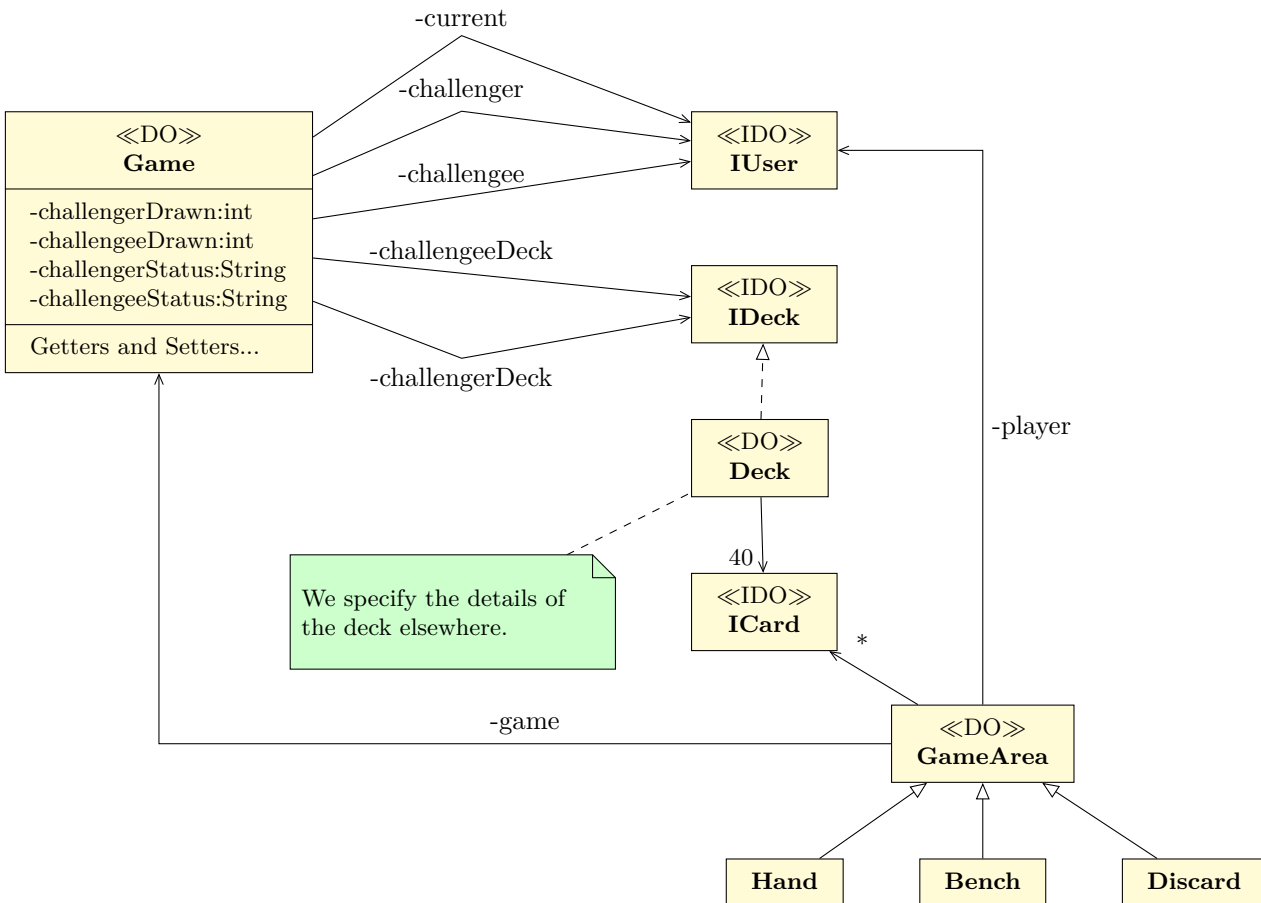 -current
-challenger
-challengee
-challengeeDeck
-challengerDeck
≪DO≫
Game
-challengerDrawn:int
-challengeeDrawn:int
-challengerStatus:String
-challengeeStatus:String
Getters and Setters...
≪IDO≫
IUser
≪IDO≫
IDeck
-player
≪DO≫
Deck
40
We specify the details of
the deck elsewhere.
≪IDO≫
ICard
*
-game
≪DO≫
GameArea
Hand
Bench
Discard